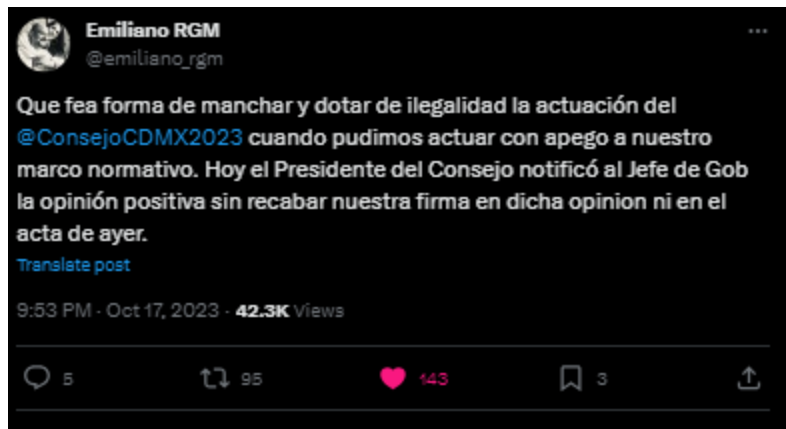 Emiliano RGM
@emiliano_rgm
Que fea forma de manchar y dotar de ilegalidad la actuación del
@ConsejoCDMX2023 cuando pudimos actuar con apego a nuestro
marco normativo. Hoy el Presidente del Consejo notificó al Jefe de Gob
la opinión positiva sin recabar nuestra firma en dicha opinion ni en el
acta de ayer.
Translate post
9:53 PM · Oct 17, 2023 · 42.3K Views
5 95 143 3